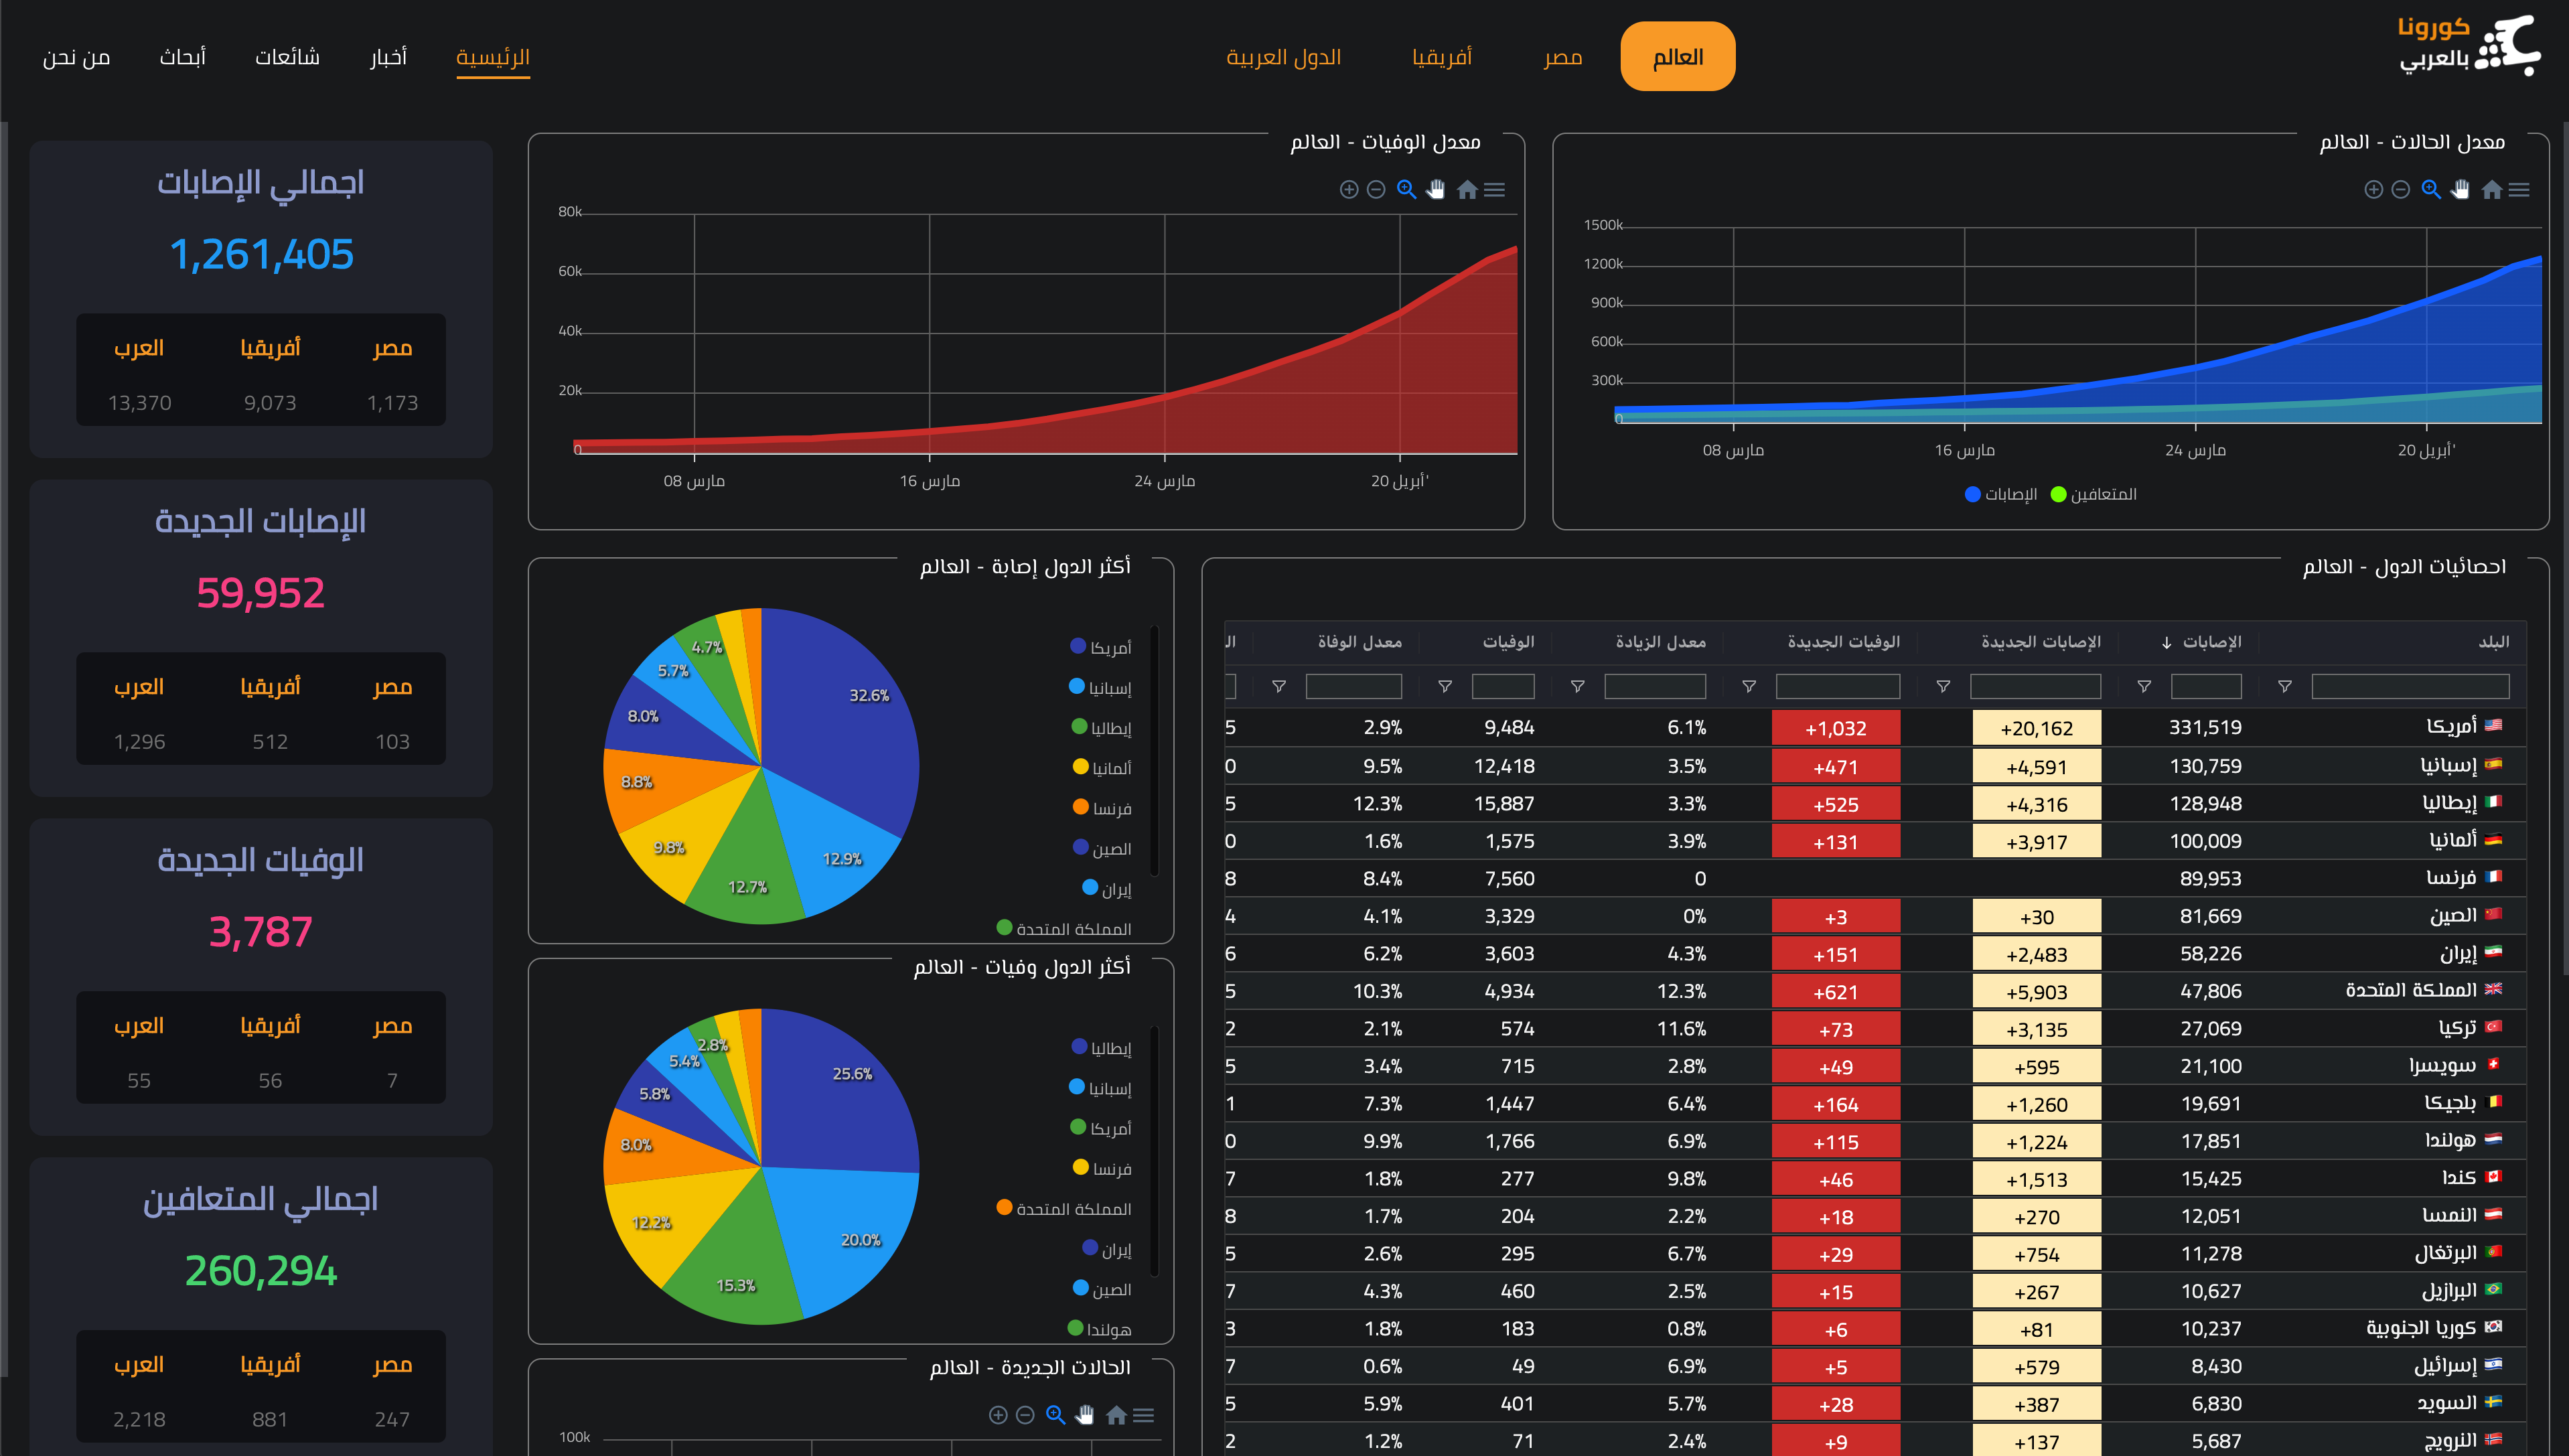 كورونا
بالعربي
العالم
مصر
أفريقيا
الدول العربية
الرئيسية
أخبار
شائعات
أبحاث
من نحن
معدل الحالات - العالم
1500k
1200k
900k
600k
300k
0
08 مارس
16 مارس
24 مارس
أبريل 20'
الإصابات
المتعافين
معدل الوفيات - العالم
80k
60k
40k
20k
0
08 مارس
16 مارس
24 مارس
أبريل 20'
اجمالي الإصابات
1,261,405
مصر أفريقيا العرب
1,173 9,073 13,370
الإصابات الجديدة
59,952
مصر أفريقيا العرب
103 512 1,296
الوفيات الجديدة
3,787
مصر أفريقيا العرب
7 56 55
اجمالي المتعافين
260,294
مصر أفريقيا العرب
247 881 2,218
احصائيات الدول - العالم
البلد الإصابات الإصابات الجديدة الوفيات الجديدة معدل الزيادة الوفيات معدل الوفاة
أمريكا 331,519 +20,162 +1,032 6.1% 9,484 2.9% 5
إسبانيا 130,759 +4,591 +471 3.5% 12,418 9.5% 0
إيطاليا 128,948 +4,316 +525 3.3% 15,887 12.3% 5
ألمانيا 100,009 +3,917 +131 3.9% 1,575 1.6% 0
فرنسا 89,953 0 7,560 8.4% 8
الصين 81,669 +30 +3 0% 3,329 4.1% 4
إيران 58,226 +2,483 +151 4.3% 3,603 6.2% 6
المملكة المتحدة 47,806 +5,903 +621 12.3% 4,934 10.3% 5
تركيا 27,069 +3,135 +73 11.6% 574 2.1% 2
سويسرا 21,100 +595 +49 2.8% 715 3.4% 5
بلجيكا 19,691 +1,260 +164 6.4% 1,447 7.3% 1
هولندا 17,851 +1,224 +115 6.9% 1,766 9.9% 0
كندا 15,425 +1,513 +46 9.8% 277 1.8% 7
النمسا 12,051 +270 +18 2.2% 204 1.7% 8
البرتغال 11,278 +754 +29 6.7% 295 2.6% 5
البرازيل 10,627 +267 +15 2.5% 460 4.3% 7
كوريا الجنوبية 10,237 +81 +6 0.8% 183 1.8% 3
إسرائيل 8,430 +579 +5 6.9% 49 0.6% 7
السويد 6,830 +387 +28 5.7% 401 5.9% 5
النرويج 5,687 +137 +9 2.4% 71 1.2% 2
أكثر الدول إصابة - العالم
أمريكا
إسبانيا
إيطاليا
ألمانيا
فرنسا
الصين
إيران
المملكة المتحدة
32.6%
12.9%
12.7%
9.8%
8.8%
8.0%
5.7%
4.7%
أكثر الدول وفيات - العالم
إيطاليا
إسبانيا
أمريكا
فرنسا
المملكة المتحدة
إيران
الصين
هولندا
25.6%
20.0%
15.3%
12.2%
8.0%
5.8%
5.4%
2.8%
الحالات الجديدة - العالم
100k